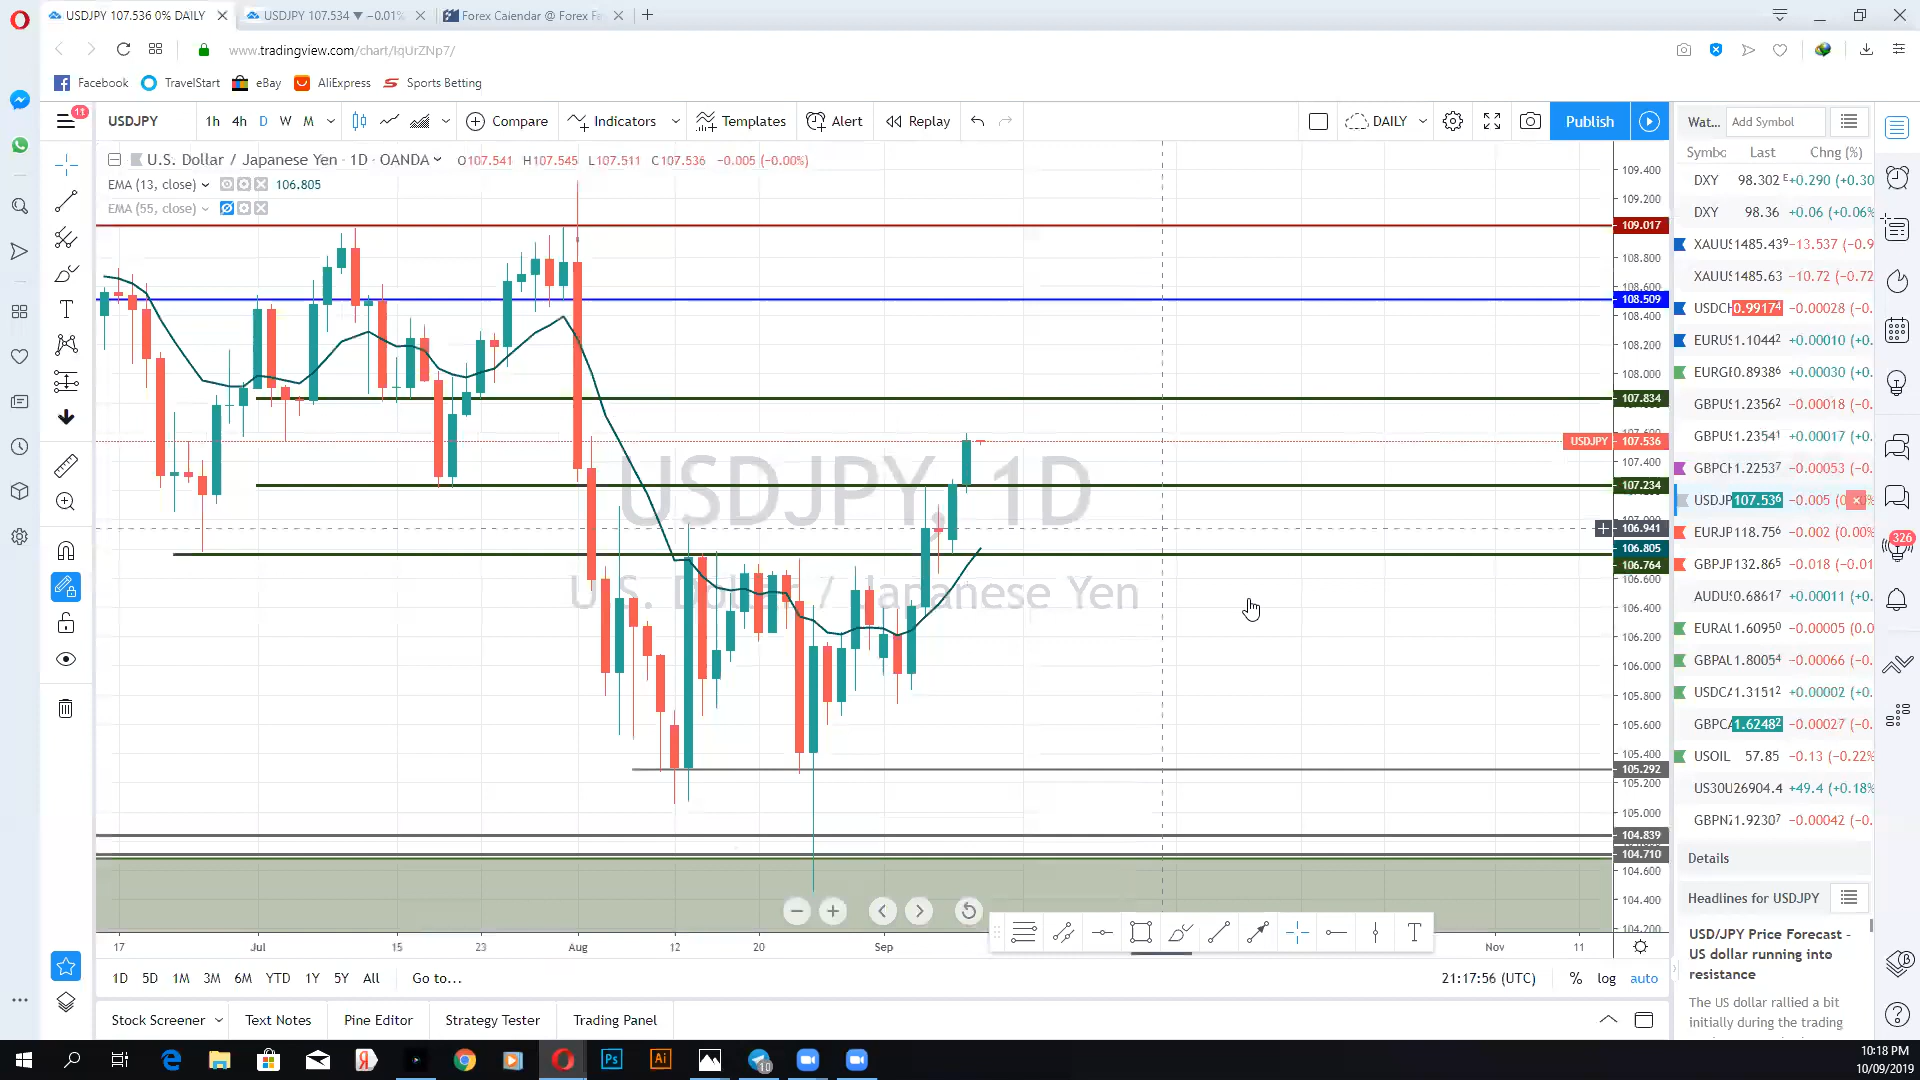 USDJPY 107.536 0% DAILY
USDJPY 107.534 ▼ −0.01%
Forex Calendar @ Forex Fa
www.tradingview.com/chart/IqUrZNp7/
Facebook TravelStart eBay AliExpress Sports Betting
11
USDJPY 1h 4h D W M Compare Indicators Templates Alert Replay DAILY Publish
Wat... Add Symbol
U.S. Dollar / Japanese Yen · 1D · OANDA O107.541 H107.545 L107.511 C107.536 −0.005 (−0.00%)
EMA (13, close) 106.805
EMA (55, close)
USDJPY, 1D
U.S. Dollar / Japanese Yen
109.400
109.200
109.017
108.800
108.600
108.509
108.400
108.200
108.000
107.834
USDJPY 107.536
107.400
107.234
106.941
106.805
106.764
106.600
106.400
106.200
106.000
105.800
105.600
105.400
105.292
105.200
105.000
104.839
104.710
104.600
104.400
104.200
17 Jul 15 23 Aug 12 20 Sep Nov 11
1D 5D 1M 3M 6M YTD 1Y 5Y All Go to...
21:17:56 (UTC) % log auto
Stock Screener Text Notes Pine Editor Strategy Tester Trading Panel
Symbo Last Chng (%)
DXY 98.302 E +0.290 (+0.30
DXY 98.36 +0.06 (+0.06%
XAUUS 1485.439 −13.537 (−0.9
XAUUS 1485.63 −10.72 (−0.72
USDCH 0.99174 −0.00028 (−0.
EURUS 1.10442 +0.00010 (+0.
EURGE 0.89386 +0.00030 (+0.
GBPUS 1.23562 −0.00018 (−0.
GBPUS 1.23541 +0.00017 (+0.
GBPCH 1.22537 −0.00053 (−0.
USDJP 107.536 −0.005 (0.
EURJP 118.756 −0.002 (0.00%
GBPJP 132.865 −0.018 (−0.01
AUDUS 0.68617 +0.00011 (+0.
EURAU 1.60950 −0.00005 (0.0
GBPAU 1.80054 −0.00066 (−0.
USDCA 1.31512 +0.00002 (+0.
GBPCA 1.62482 −0.00027 (−0.
USOIL 57.85 −0.13 (−0.22%
US30U 26904.4 +49.4 (+0.18%
GBPNZ 1.92307 −0.00042 (−0.
326
Details
Headlines for USDJPY
USD/JPY Price Forecast -
US dollar running into
resistance
The US dollar rallied a bit
initially during the trading
Ps Ai 10
10:18 PM
10/09/2019